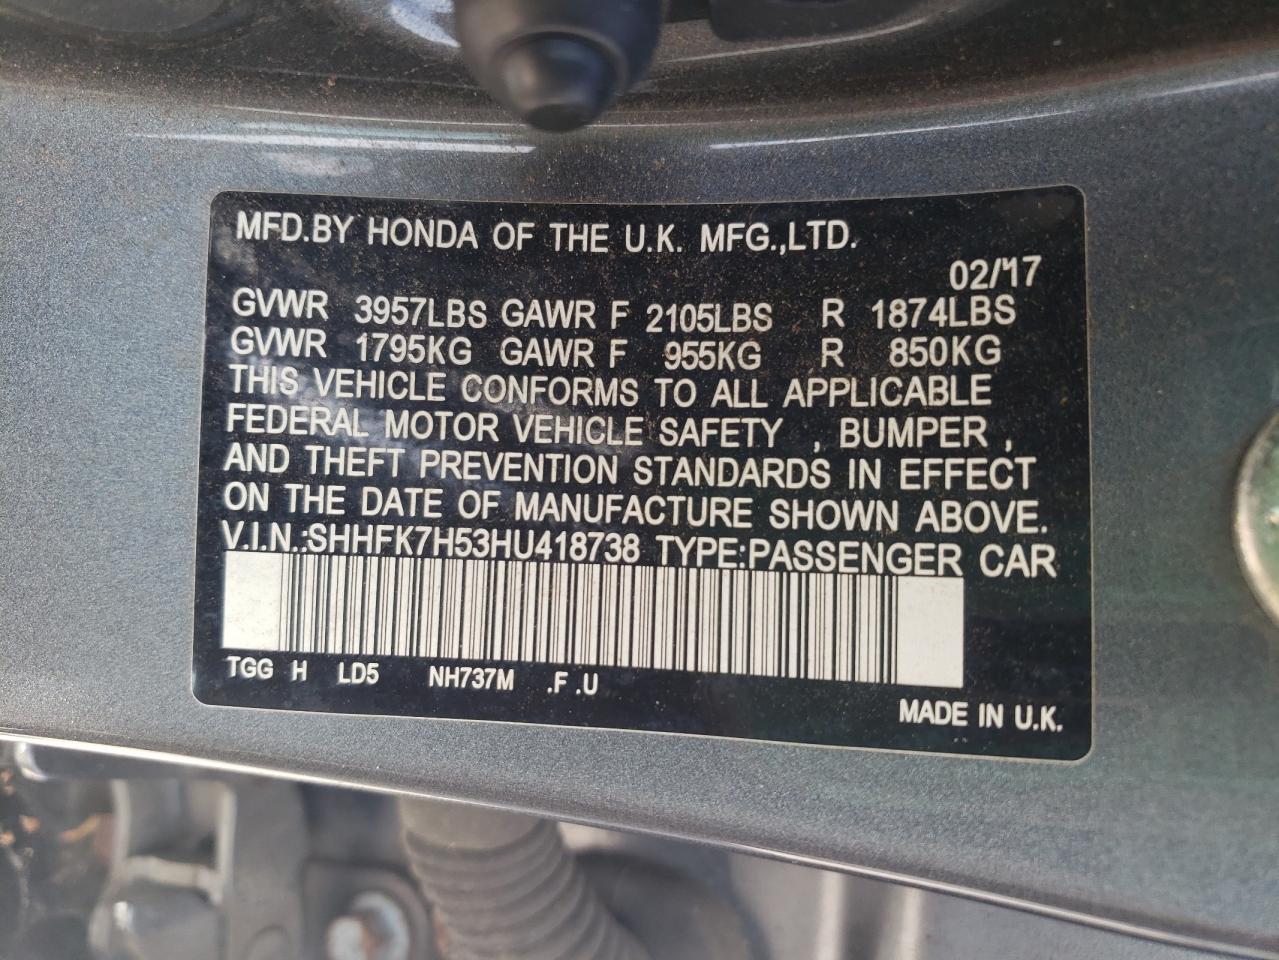 MFD.BY HONDA OF THE U.K. MFG.,LTD.
02/'17
GVWR 3957LBS GAWR F 2105LBS R 1874LBS
GVWR 1795KG GAWR F 955KG R 850KG
THIS VEHICLE CONFORMS TO ALL APPLICABLE
FEDERAL MOTOR VEHICLE SAFETY , BUMPER ,
AND THEFT PREVENTION STANDARDS IN EFFECT
ON THE DATE OF MANUFACTURE SHOWN ABOVE.
V.I.N.:SHHFK7H53HU418738 TYPE:PASSENGER CAR
TGG H LD5 NH737M .F .U
MADE IN U.K.